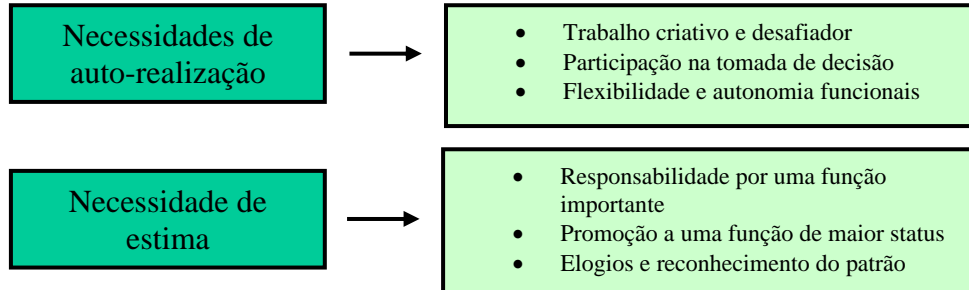 Necessidades de
auto-realização
• Trabalho criativo e desafiador
• Participação na tomada de decisão
• Flexibilidade e autonomia funcionais
Necessidade de
estima
• Responsabilidade por uma função
importante
• Promoção a uma função de maior status
• Elogios e reconhecimento do patrão